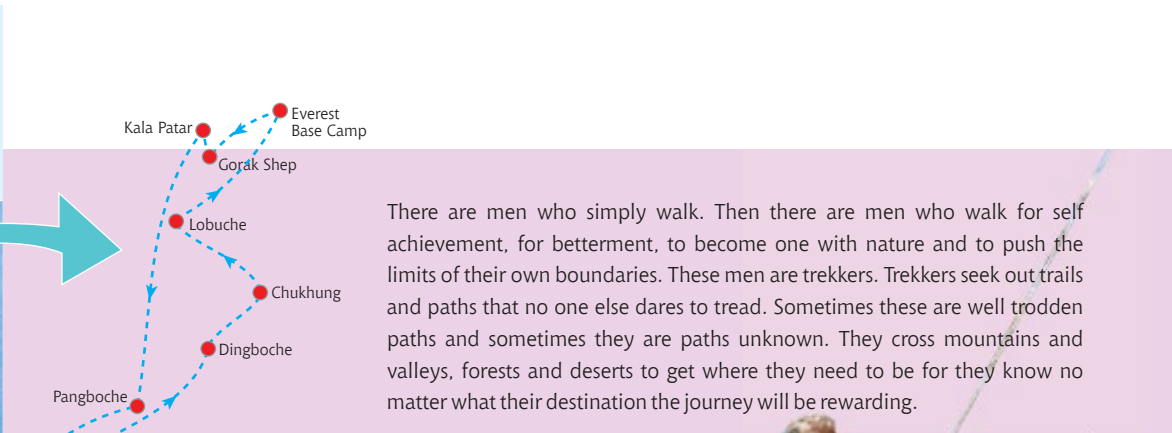 Kala Patar
Everest
Base Camp
Gorak Shep
Lobuche
Chukhung
Dingboche
Pangboche
There are men who simply walk. Then there are men who walk for self
achievement, for betterment, to become one with nature and to push the
limits of their own boundaries. These men are trekkers. Trekkers seek out trails
and paths that no one else dares to tread. Sometimes these are well trodden
paths and sometimes they are paths unknown. They cross mountains and
valleys, forests and deserts to get where they need to be for they know no
matter what their destination the journey will be rewarding.